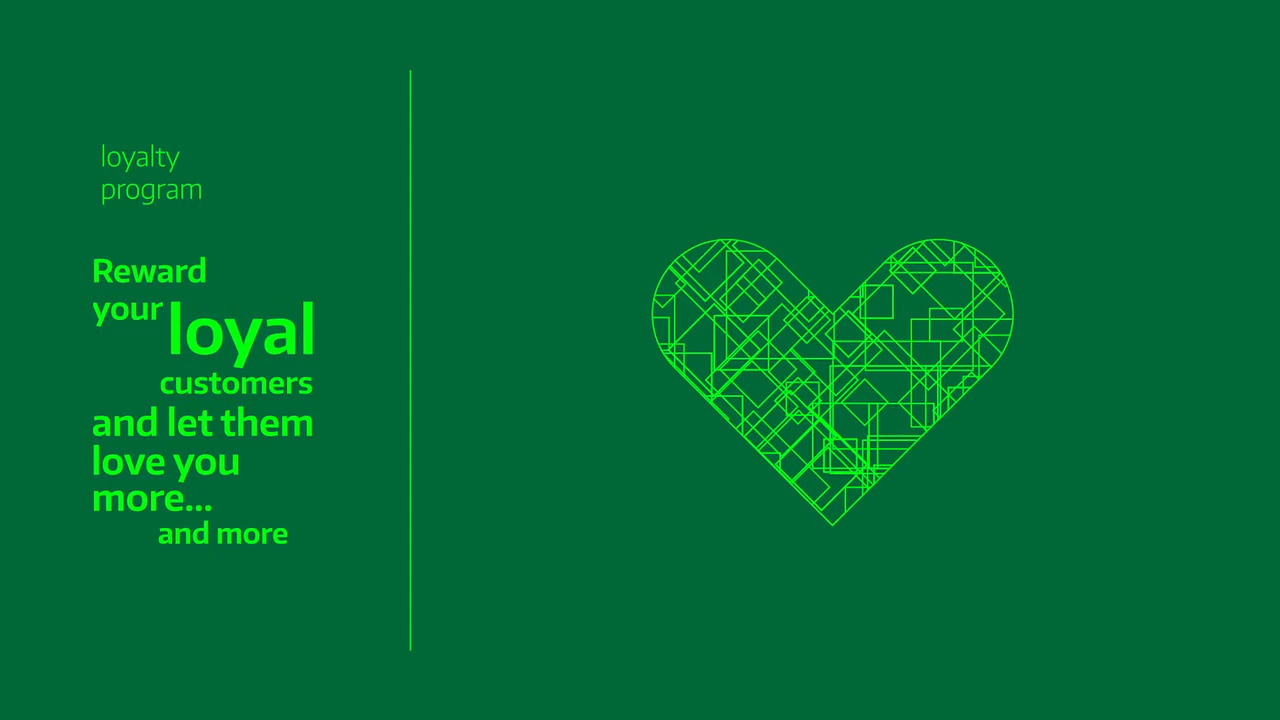 loyalty
program
Reward
your loyal
customers
and let them
love you
more...
and more